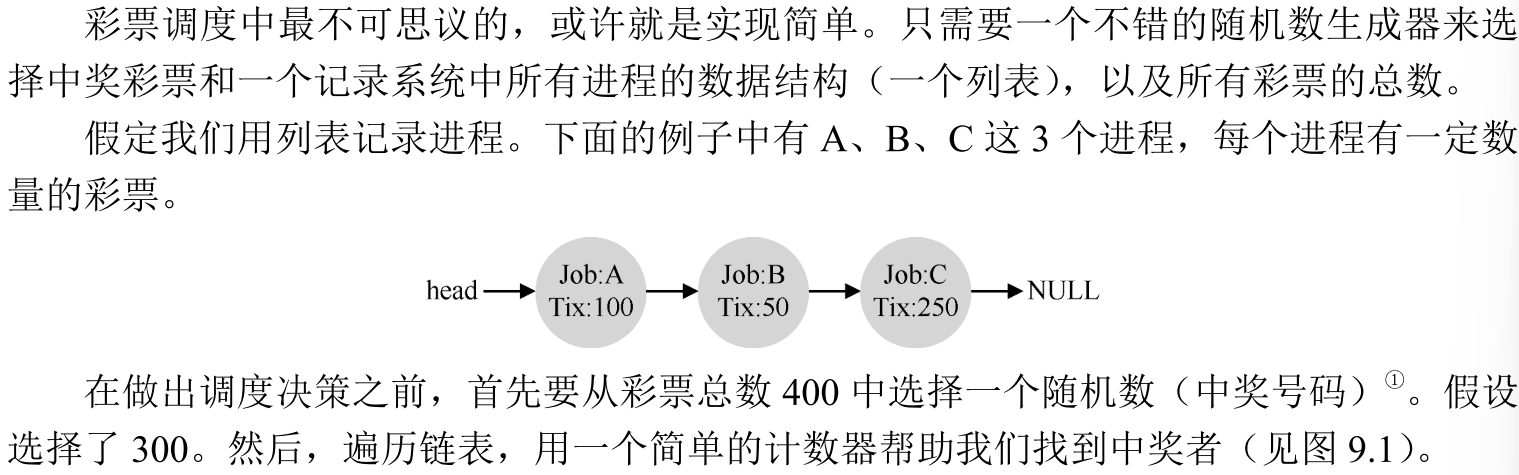 彩票调度中最不可思议的，或许就是实现简单。只需要一个不错的随机数生成器来选
择中奖彩票和一个记录系统中所有进程的数据结构（一个列表），以及所有彩票的总数。
假定我们用列表记录进程。下面的例子中有 A、B、C 这 3 个进程，每个进程有一定数
量的彩票。
head Job:A Job:B Job:C NULL
Tix:100 Tix:50 Tix:250
在做出调度决策之前，首先要从彩票总数 400 中选择一个随机数（中奖号码）①。假设
选择了 300。然后，遍历链表，用一个简单的计数器帮助我们找到中奖者（见图 9.1）。